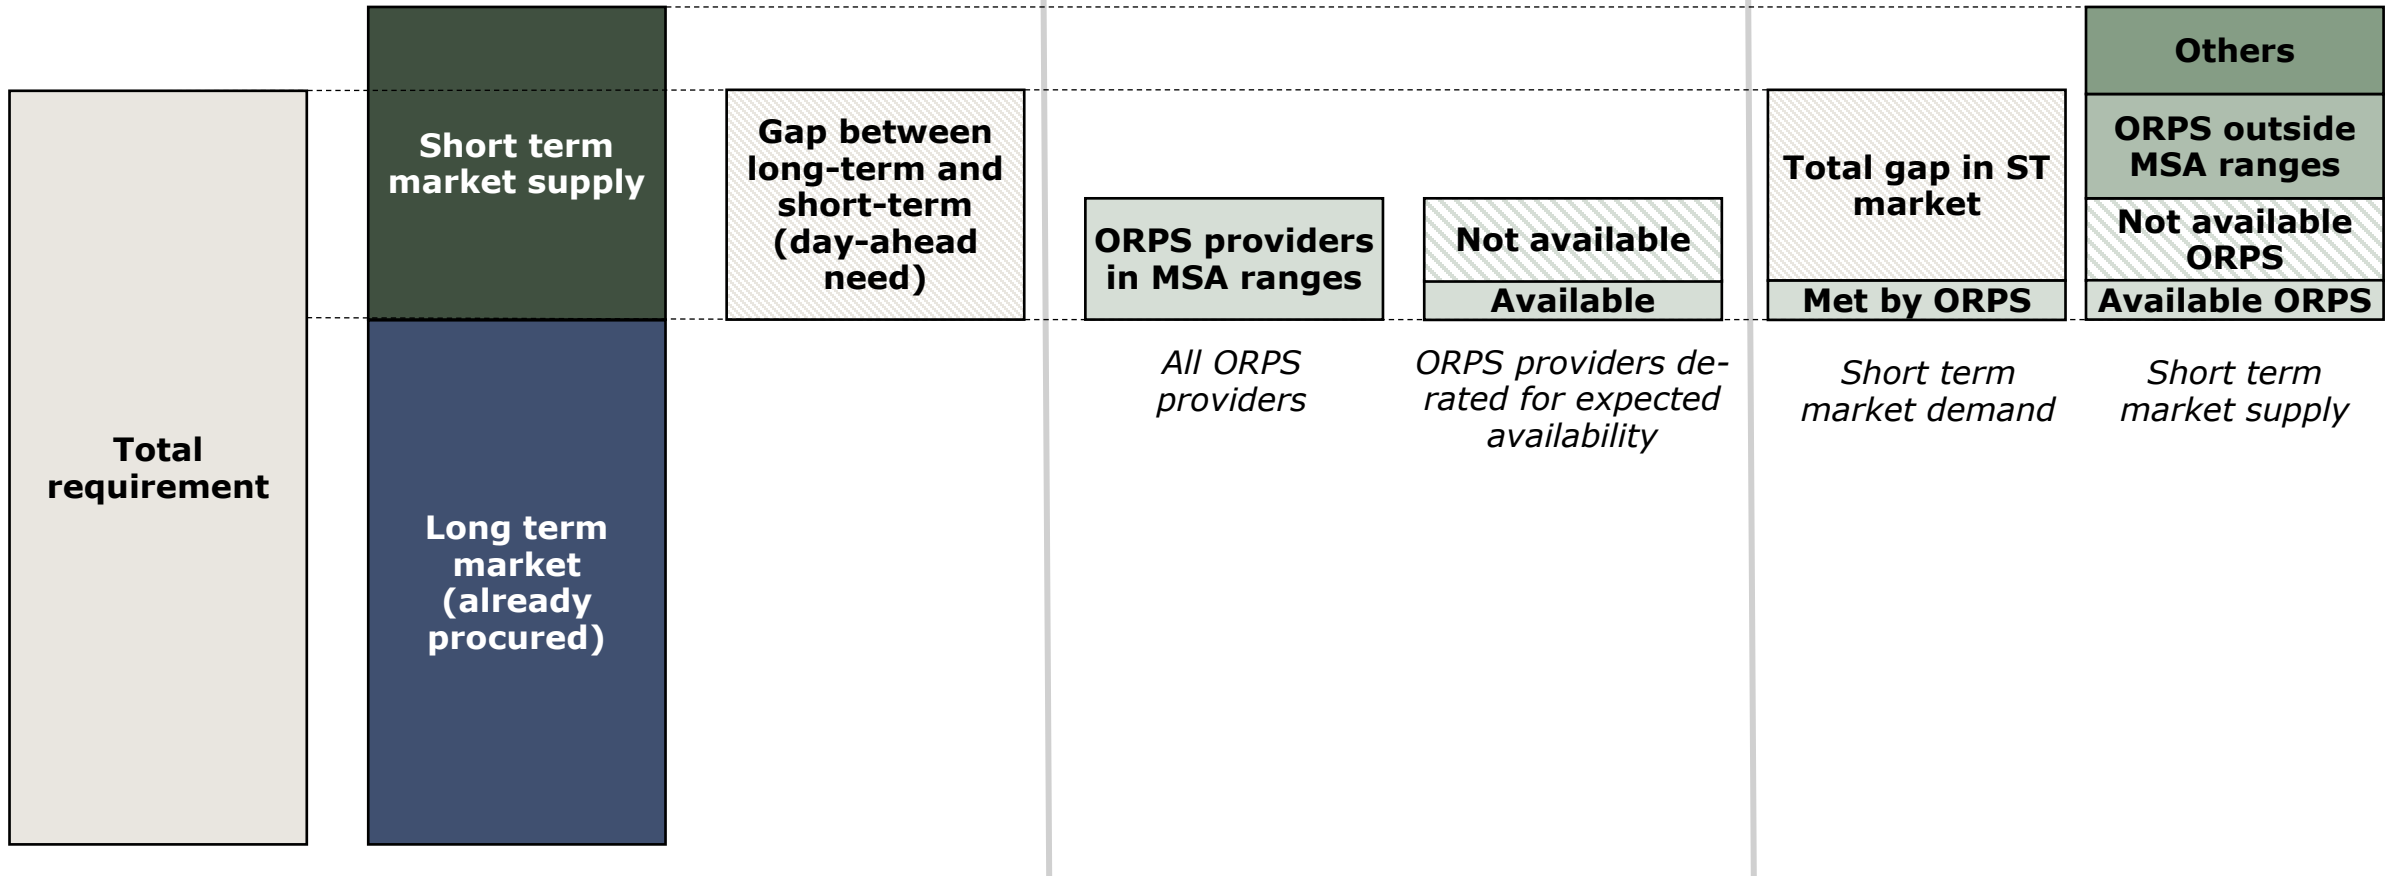 Total
requirement
Short term
market supply
Long term
market
(already
procured)
Gap between
long-term and
short-term
(day-ahead
need)
ORPS providers
in MSA ranges
All ORPS
providers
Not available
Available
ORPS providers de-
rated for expected
availability
Total gap in ST
market
Met by ORPS
Short term
market demand
Others
ORPS outside
MSA ranges
Not available
ORPS
Available ORPS
Short term
market supply